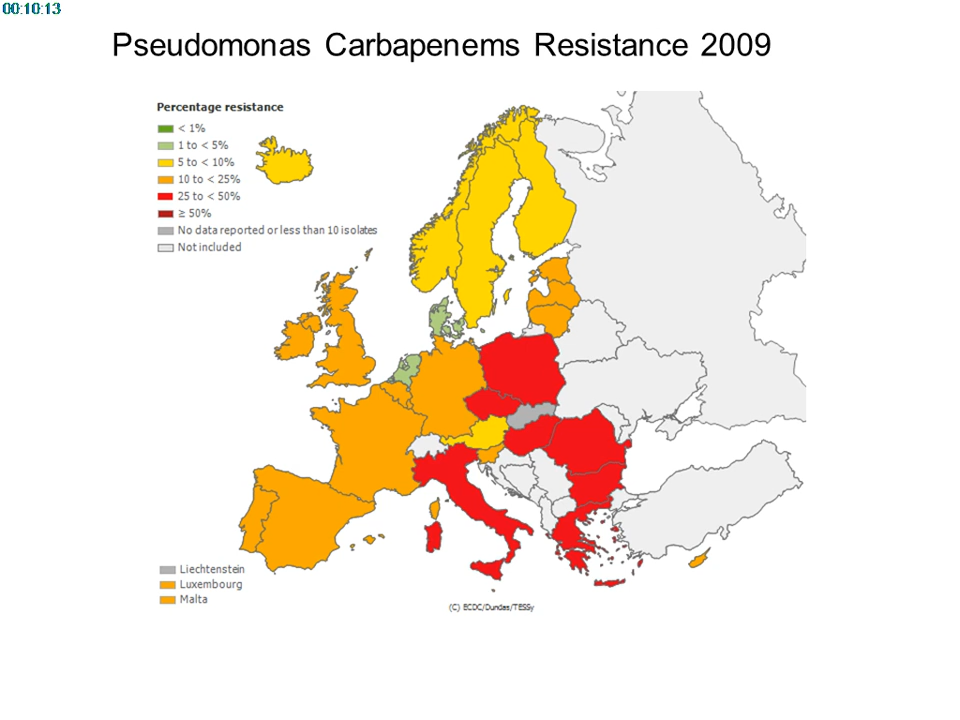 00:10:13
Pseudomonas Carbapenems Resistance 2009
Percentage resistance
< 1%
1 to < 5%
5 to < 10%
10 to < 25%
25 to < 50%
≥ 50%
No data reported or less than 10 isolates
Not included
Liechtenstein
Luxembourg
Malta
(C) ECDC/Dundas/TESSy